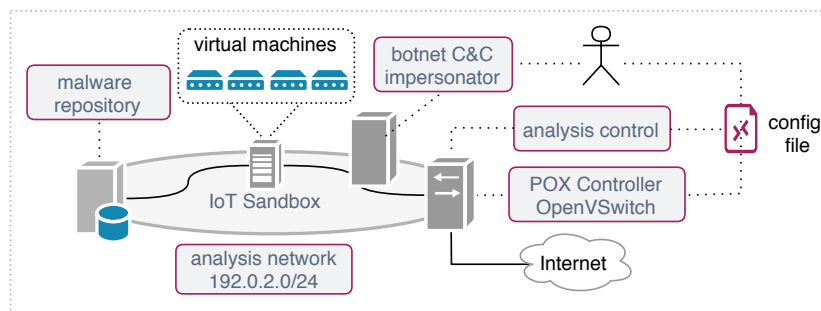 virtual machines
botnet C&C
impersonator
malware
repository
analysis control
config
file
IoT Sandbox
POX Controller
OpenVSwitch
analysis network
192.0.2.0/24
Internet